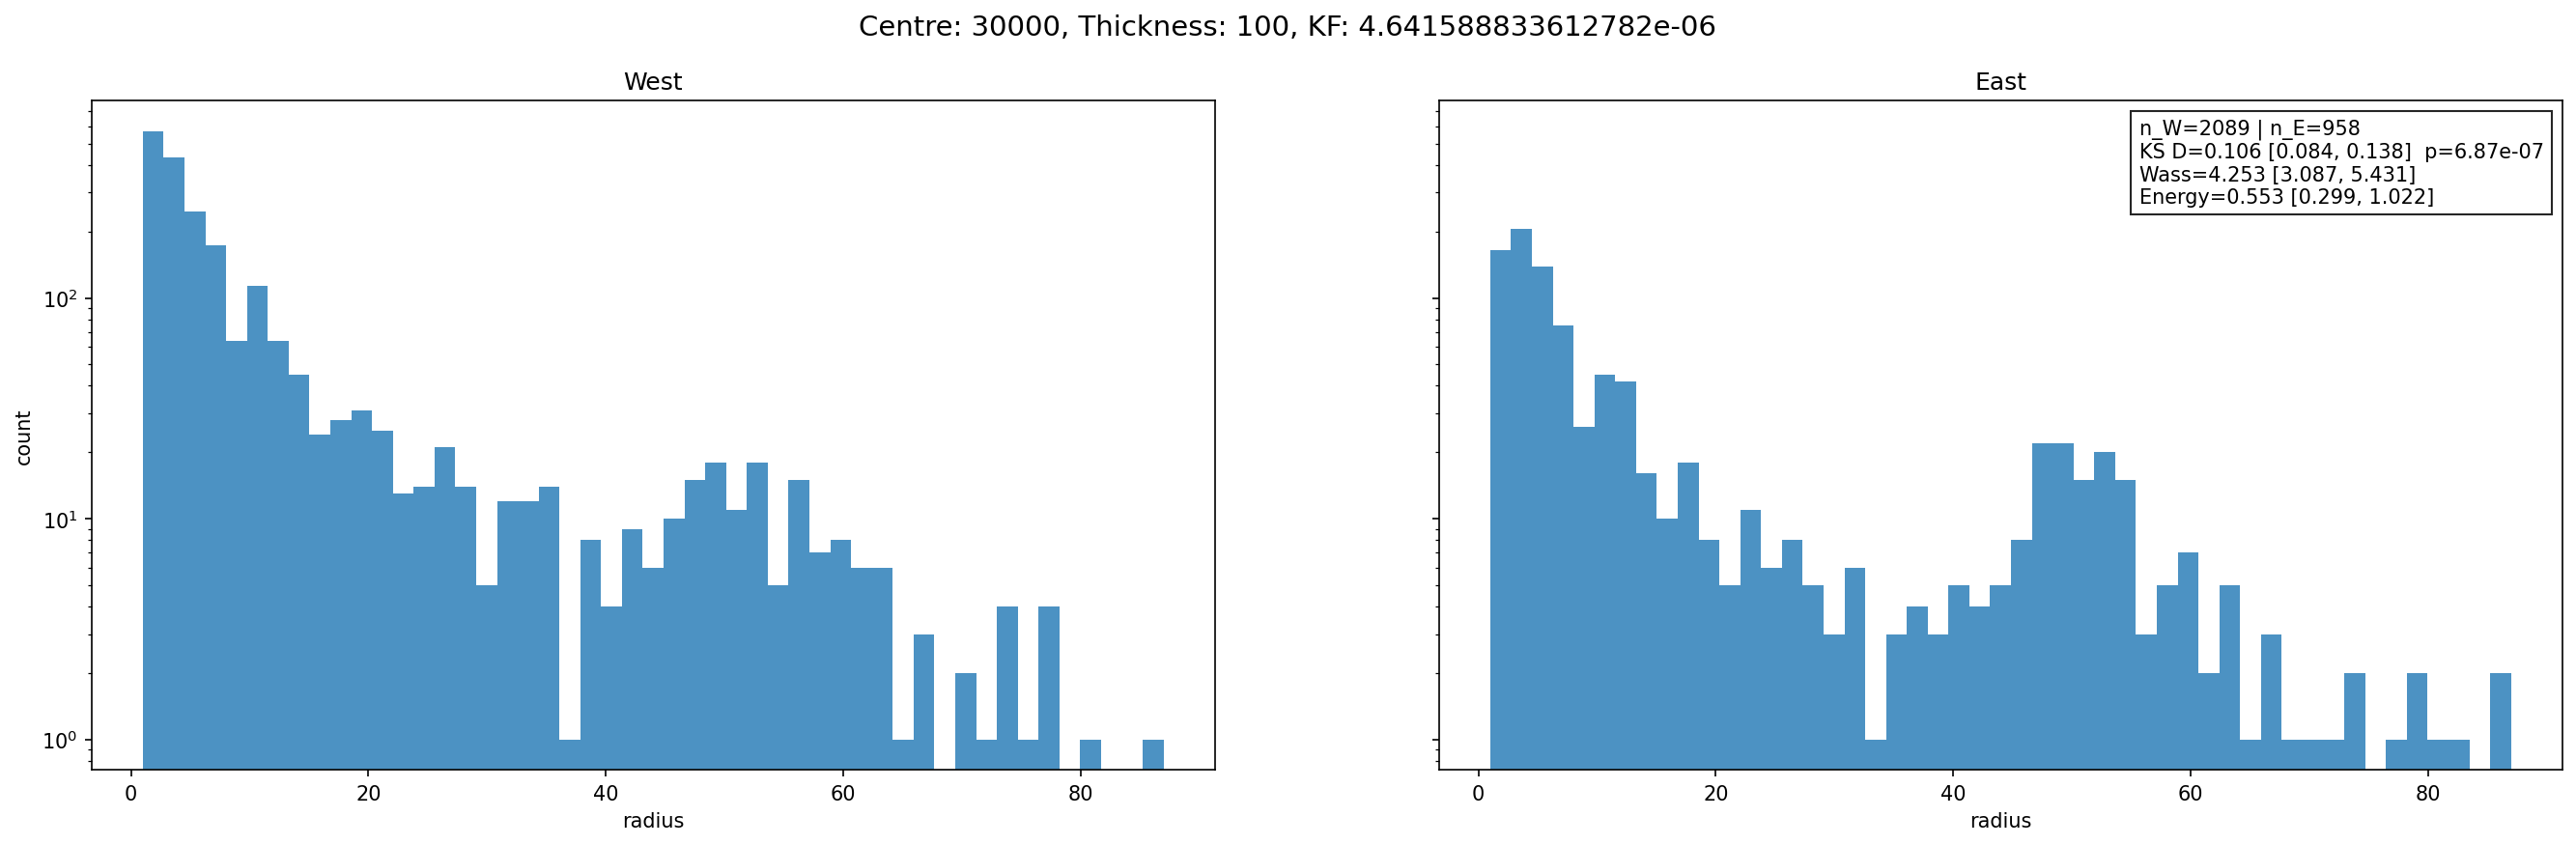 Centre: 30000, Thickness: 100, KF: 4.641588833612782e-06
West
count
10²
10¹
10⁰
0 20 40 60 80
radius
East
n_W=2089 | n_E=958
KS D=0.106 [0.084, 0.138]  p=6.87e-07
Wass=4.253 [3.087, 5.431]
Energy=0.553 [0.299, 1.022]
0 20 40 60 80
radius